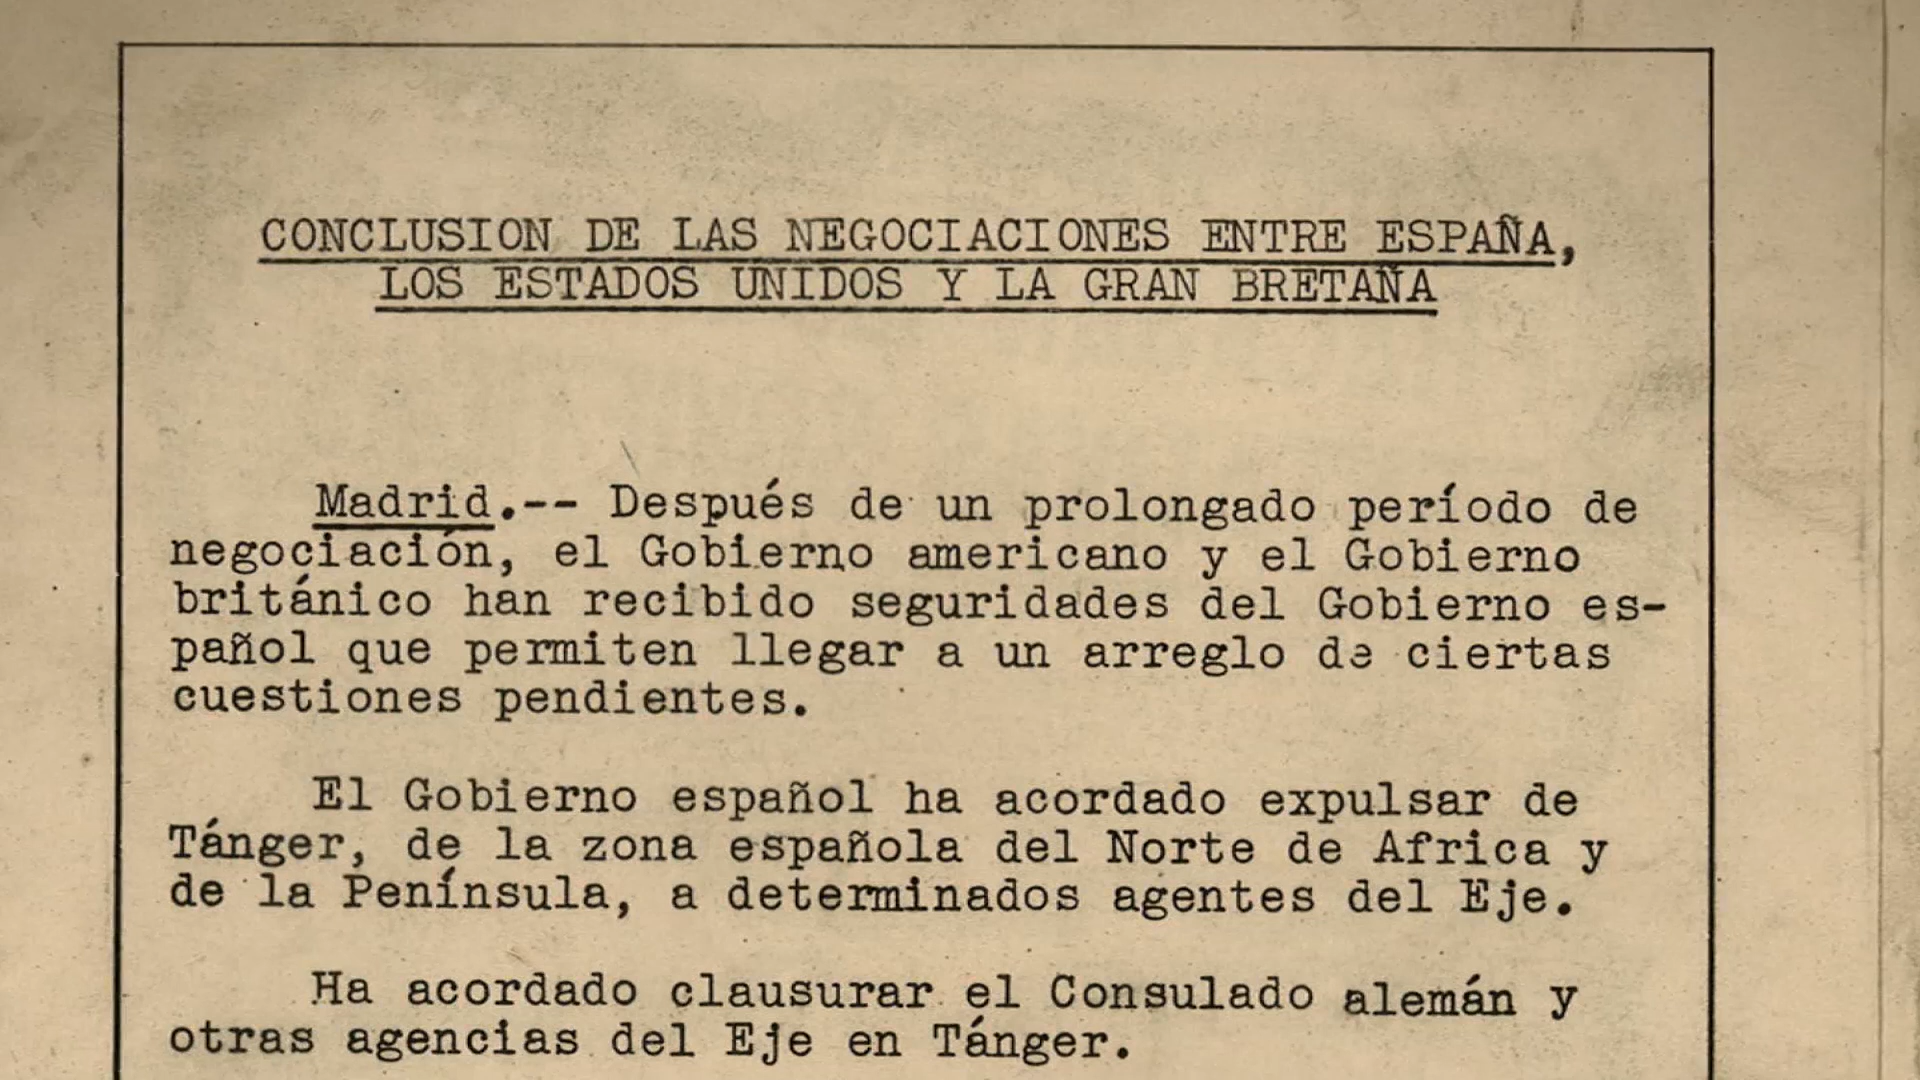 CONCLUSION DE LAS NEGOCIACIONES ENTRE ESPAÑA,
LOS ESTADOS UNIDOS Y LA GRAN BRETAÑA
Madrid.-- Después de un prolongado período de
negociación, el Gobierno americano y el Gobierno
británico han recibido seguridades del Gobierno es-
pañol que permiten llegar a un arreglo de ciertas
cuestiones pendientes.
El Gobierno español ha acordado expulsar de
Tánger, de la zona española del Norte de Africa y
de la Península, a determinados agentes del Eje.
Ha acordado clausurar el Consulado alemán y
otras agencias del Eje en Tánger.